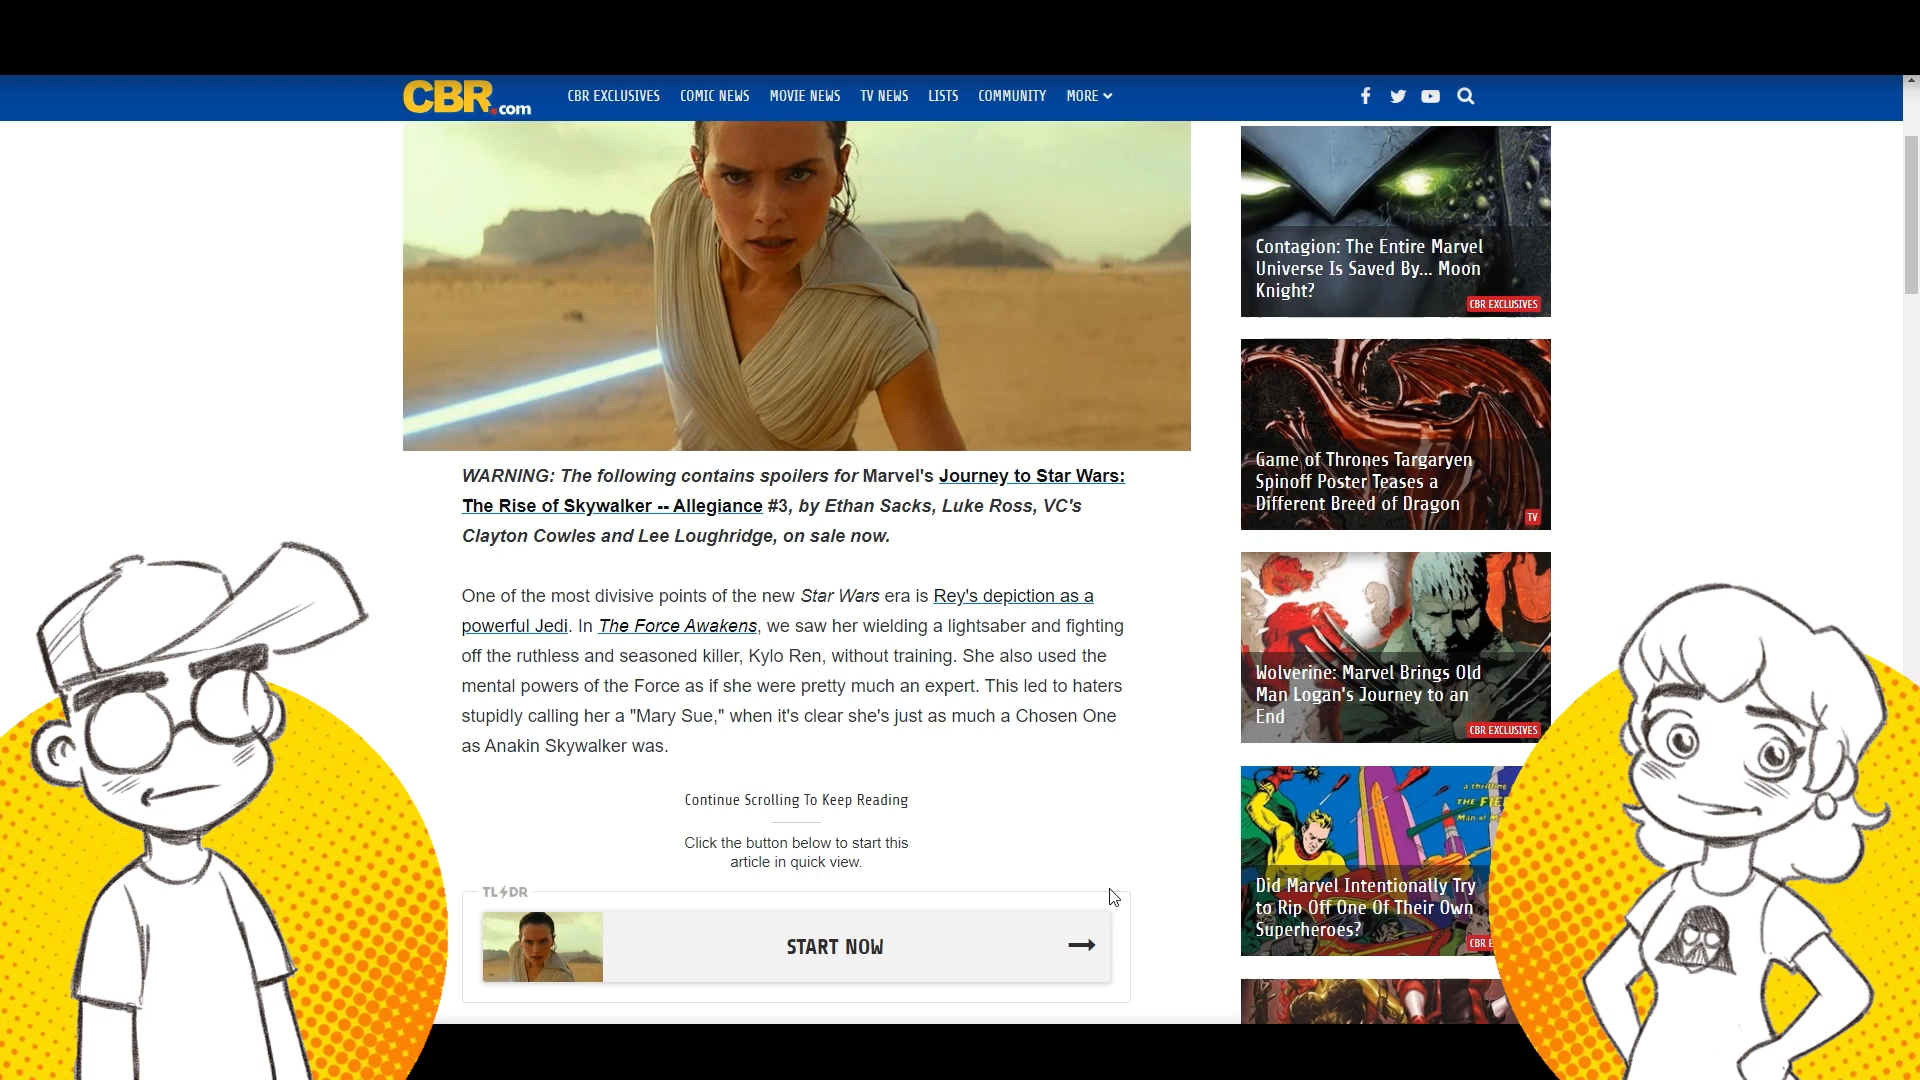 CBR.com
CBR EXCLUSIVES COMIC NEWS MOVIE NEWS TV NEWS LISTS COMMUNITY MORE
WARNING: The following contains spoilers for Marvel's Journey to Star Wars:
The Rise of Skywalker -- Allegiance #3, by Ethan Sacks, Luke Ross, VC's
Clayton Cowles and Lee Loughridge, on sale now.
One of the most divisive points of the new Star Wars era is Rey's depiction as a
powerful Jedi. In The Force Awakens, we saw her wielding a lightsaber and fighting
off the ruthless and seasoned killer, Kylo Ren, without training. She also used the
mental powers of the Force as if she were pretty much an expert. This led to haters
stupidly calling her a "Mary Sue," when it's clear she's just as much a Chosen One
as Anakin Skywalker was.
Continue Scrolling To Keep Reading
Click the button below to start this
article in quick view.
TL DR
START NOW
Contagion: The Entire Marvel
Universe Is Saved By... Moon
Knight?
CBR EXCLUSIVES
Game of Thrones Targaryen
Spinoff Poster Teases a
Different Breed of Dragon
TV
Wolverine: Marvel Brings Old
Man Logan's Journey to an
End
CBR EXCLUSIVES
a thrilling
THE
Man of
Did Marvel Intentionally Try
to Rip Off One Of Their Own
Superheroes?
CBR